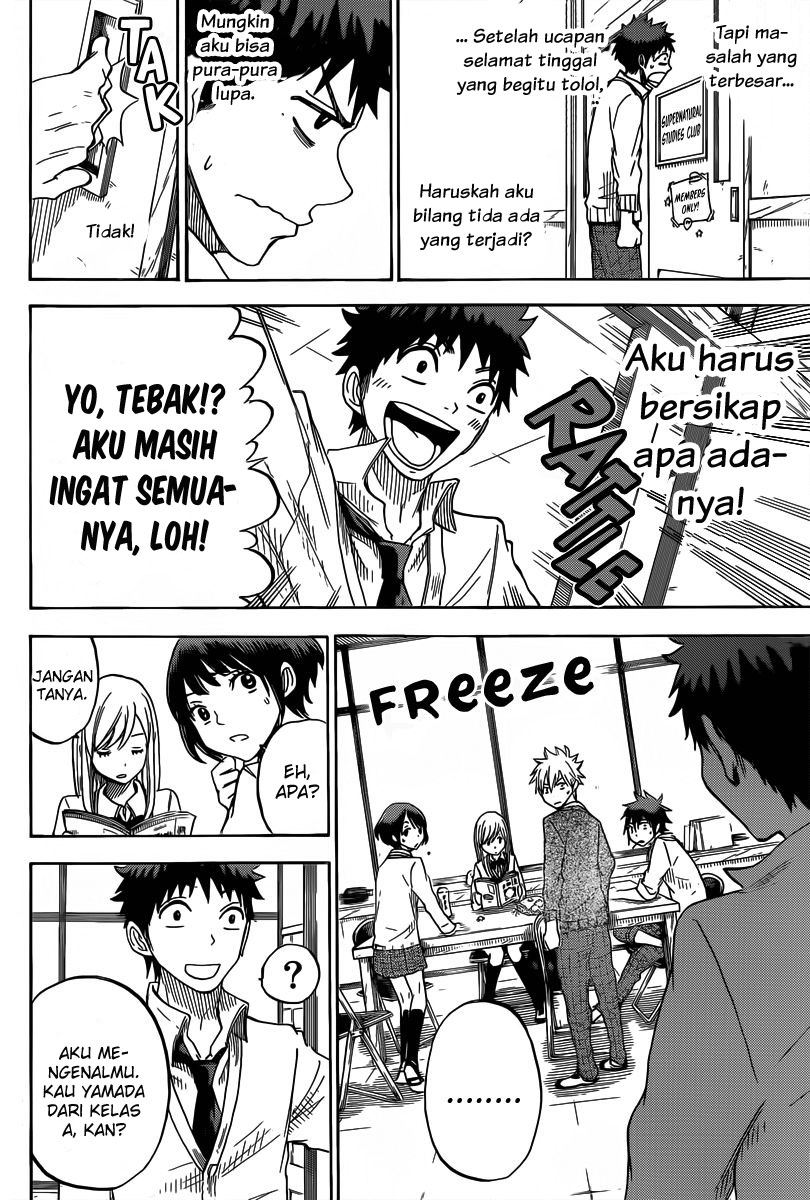 Tapi ma-
salah yang
terbesar...
... Setelah ucapan
selamat tinggal
yang begitu tolol,
SUPERNATURAL
STUDIES CLUB
MEMBERS
ONLY!
Haruskah aku
bilang tida ada
yang terjadi?
Mungkin
aku bisa
pura-pura
lupa.
TAK
Tidak!
Aku harus
bersikap
apa ada-
nya!
RATTLE
YO, TEBAK!?
AKU MASIH
INGAT SEMUA-
NYA, LOH!
FREEZE
........
EH,
APA?
JANGAN
TANYA.
?
AKU ME-
NGENALMU.
KAU YAMADA
DARI KELAS
A, KAN?